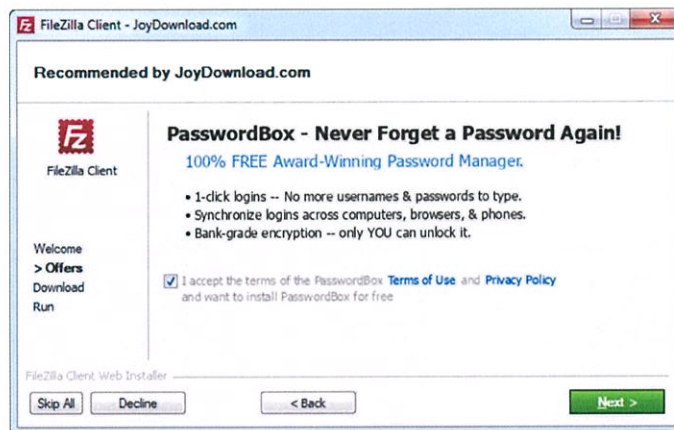 FileZilla Client - JoyDownload.com
Recommended by JoyDownload.com
Fz
FileZilla Client
Welcome
> Offers
Download
Run
PasswordBox - Never Forget a Password Again!
100% FREE Award-Winning Password Manager.
• 1-click logins -- No more usernames & passwords to type.
• Synchronize logins across computers, browsers, & phones.
• Bank-grade encryption -- only YOU can unlock it.
I accept the terms of the PasswordBox Terms of Use and Privacy Policy
and want to install PasswordBox for free
FileZilla Client Web Installer
Skip All Decline < Back Next >